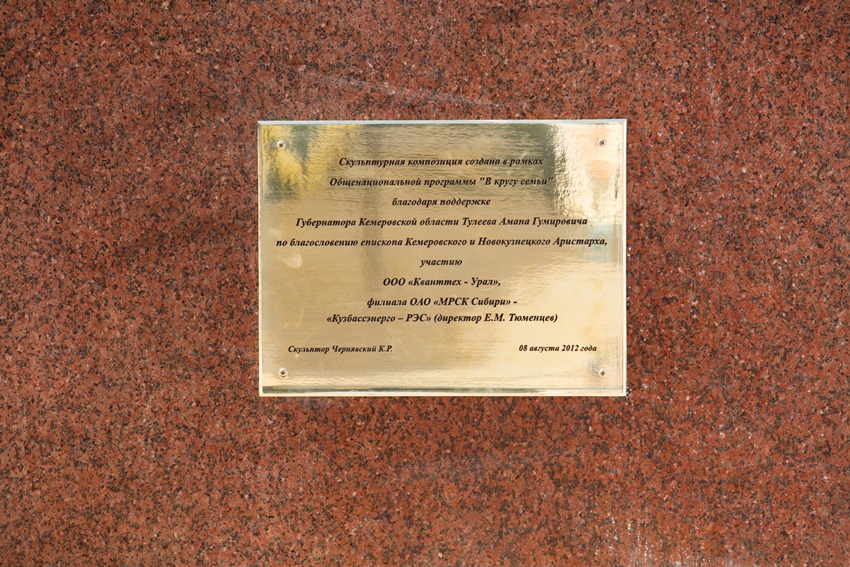 Скульптурная композиция создана в рамках
Общенациональной программы "В кругу семьи"
благодаря поддержке
Губернатора Кемеровской области Тулеева Амана Гумировича
по благословению епископа Кемеровского и Новокузнецкого Аристарха,
участию
ООО «Кванттех - Урал»,
филиала ОАО «МРСК Сибири» -
«Кузбассэнерго – РЭС» (директор Е.М. Тюменцев)
Скульптор Чернявский К.Р. 08 августа 2012 года